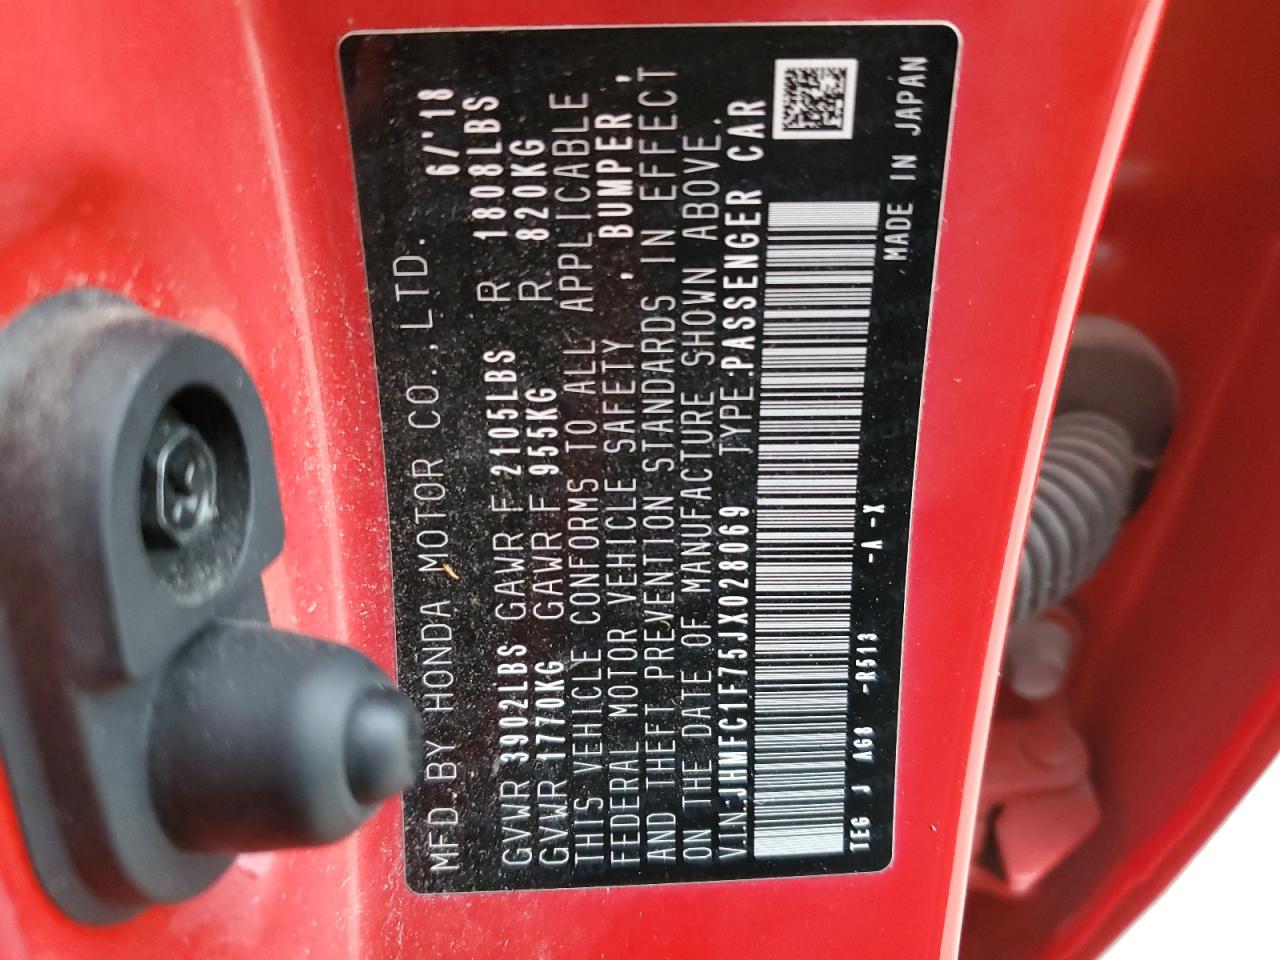 MFD. BY HONDA MOTOR CO., LTD. 6/'18
GVWR 3902LBS GAWR F 2105LBS R 1808LBS
GVWR 1770KG GAWR F 955KG R 820KG
THIS VEHICLE CONFORMS TO ALL APPLICABLE
FEDERAL MOTOR VEHICLE SAFETY , BUMPER ,
AND THEFT PREVENTION STANDARDS IN EFFECT
ON THE DATE OF MANUFACTURE SHOWN ABOVE.
V.I.N:JHMFC1F75JX028069 TYPE:PASSENGER CAR
TEG J AG8 -R513 -A -X MADE IN JAPAN